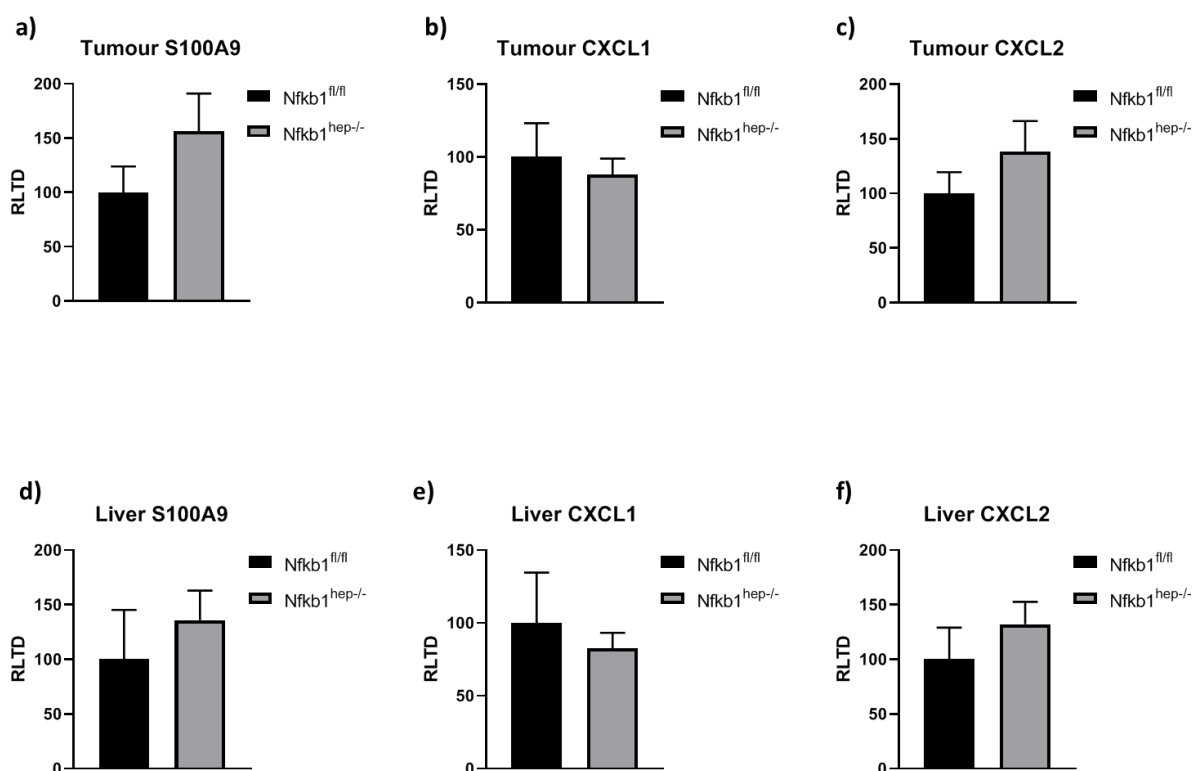 a)
Tumour S100A9
200
150
100
50
0
RLTD
Nfkb1fl/fl
Nfkb1hep-/-
b)
Tumour CXCL1
150
100
50
0
RLTD
Nfkb1fl/fl
Nfkb1hep-/-
c)
Tumour CXCL2
200
150
100
50
0
RLTD
Nfkb1fl/fl
Nfkb1hep-/-
d)
Liver S100A9
200
150
100
50
0
RLTD
Nfkb1fl/fl
Nfkb1hep-/-
e)
Liver CXCL1
150
100
50
0
RLTD
Nfkb1fl/fl
Nfkb1hep-/-
f)
Liver CXCL2
200
150
100
50
0
RLTD
Nfkb1fl/fl
Nfkb1hep-/-